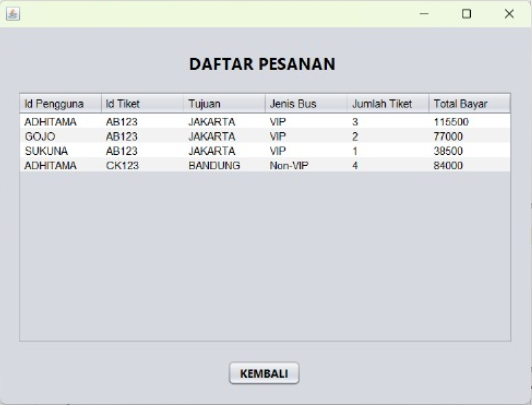 DAFTAR PESANAN
Id Pengguna Id Tiket Tujuan Jenis Bus Jumlah Tiket Total Bayar
ADHITAMA AB123 JAKARTA VIP 3 115500
GOJO AB123 JAKARTA VIP 2 77000
SUKUNA AB123 JAKARTA VIP 1 38500
ADHITAMA CK123 BANDUNG Non-VIP 4 84000
KEMBALI